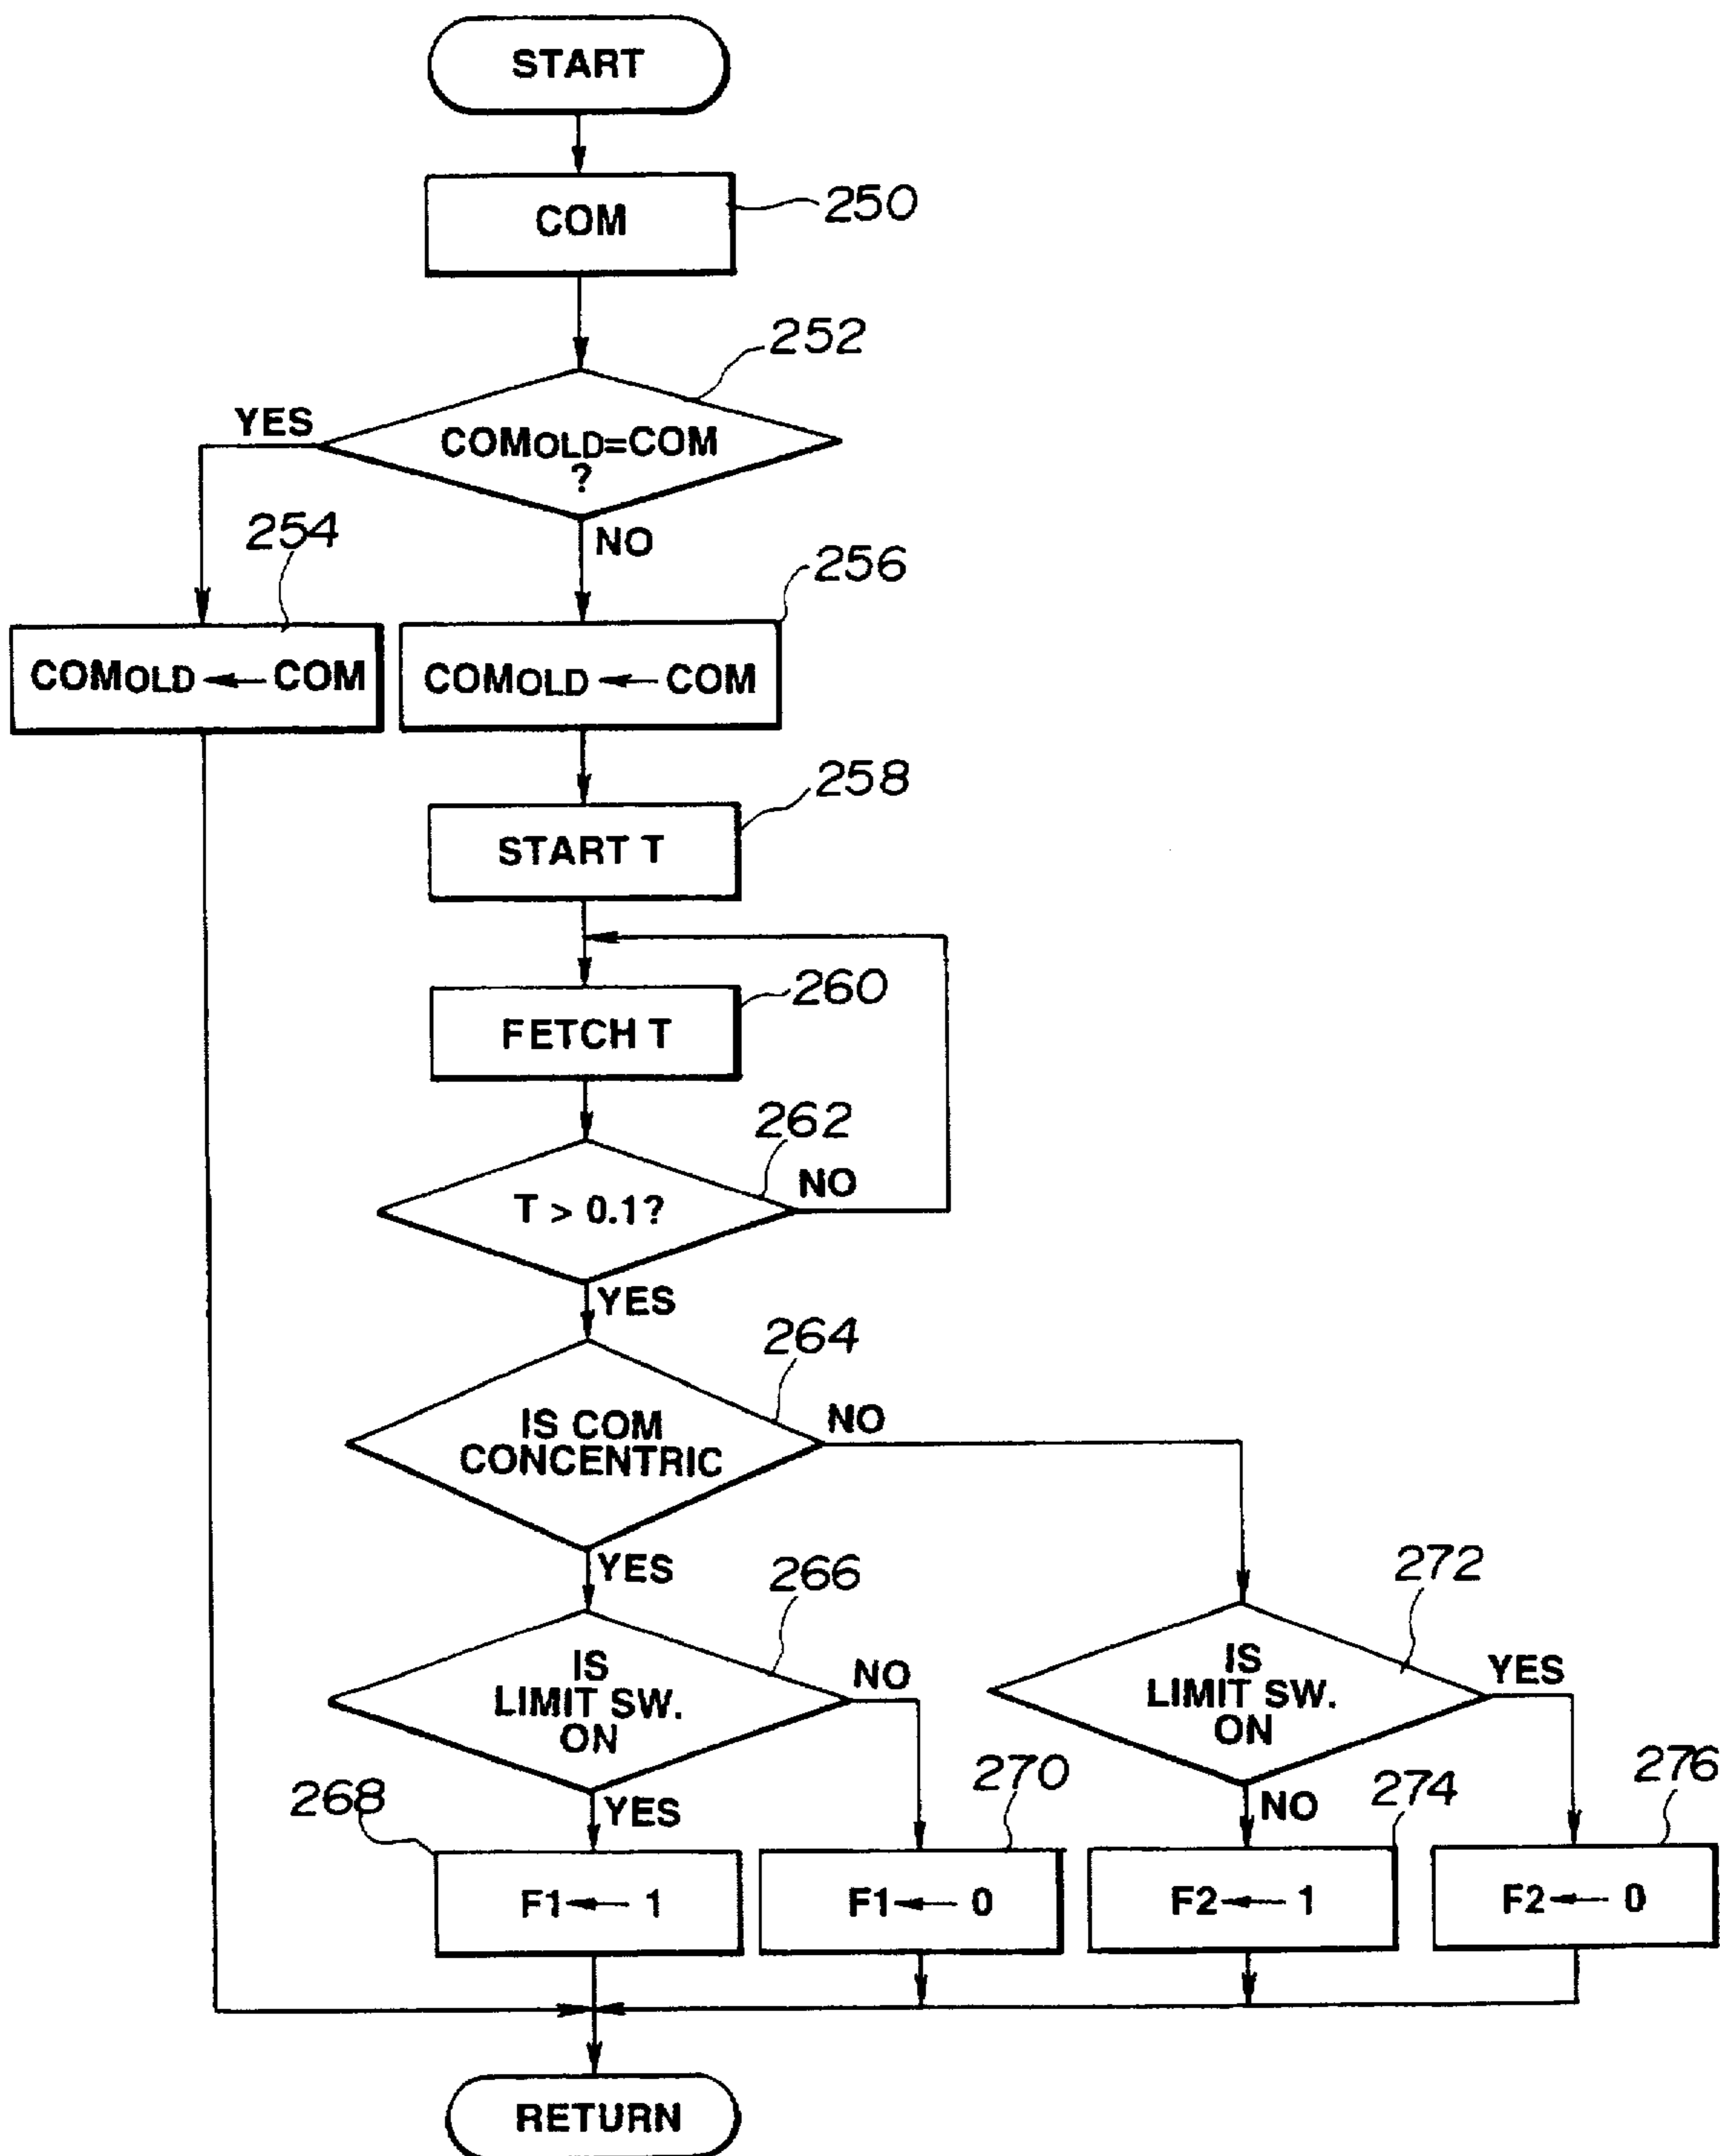 START
COM
250
252
YES
COMOLD=COM
?
NO
254
256
COMOLD ← COM
COMOLD ← COM
258
START T
260
FETCH T
262
T > 0.1?
NO
YES
264
IS COM
CONCENTRIC
NO
YES
266
IS
LIMIT SW.
ON
NO
272
IS
LIMIT SW.
ON
YES
268
YES
270
NO
274
276
F1 ← 1
F1 ← 0
F2 ← 1
F2 ← 0
RETURN